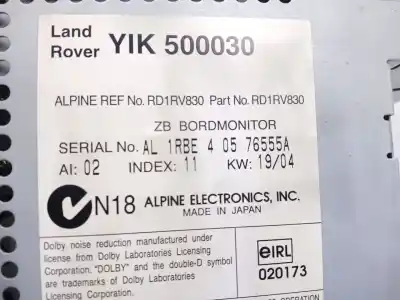 Land
Rover YIK 500030
ALPINE REF No. RD1RV830 Part No. RD1RV830
ZB BORDMONITOR
SERIAL No. AL 1RBE 4 05 76555A
AI: 02 INDEX: 11 KW: 19/04
N18 ALPINE ELECTRONICS, INC.
MADE IN JAPAN
Dolby noise reduction manufactured under
license from Dolby Laboratories Licensing
Corporation. "DOLBY" and the double-D symbol
are trademarks of Dolby Laboratories
Licensing Corporation.
eIRL
020173
OPERATION